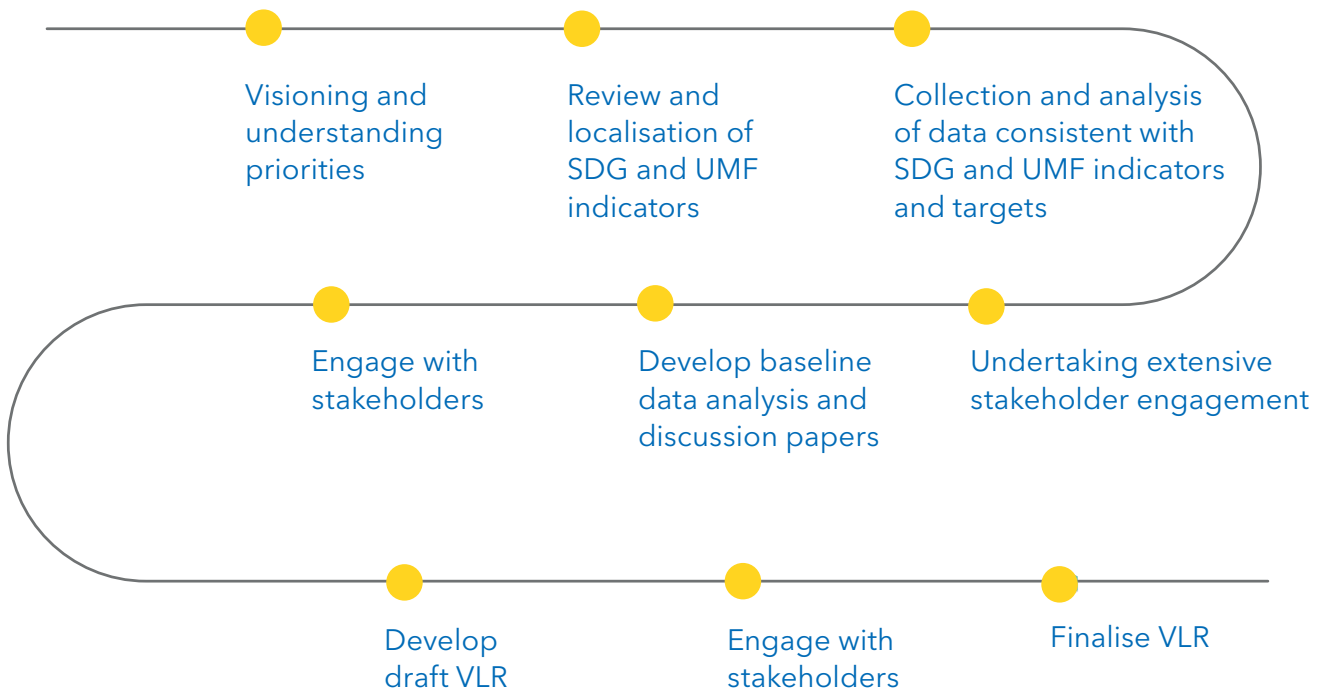 Visioning and
understanding
priorities
Review and
localisation of
SDG and UMF
indicators
Collection and analysis
of data consistent with
SDG and UMF indicators
and targets
Engage with
stakeholders
Develop baseline
data analysis and
discussion papers
Undertaking extensive
stakeholder engagement
Develop
draft VLR
Engage with
stakeholders
Finalise VLR